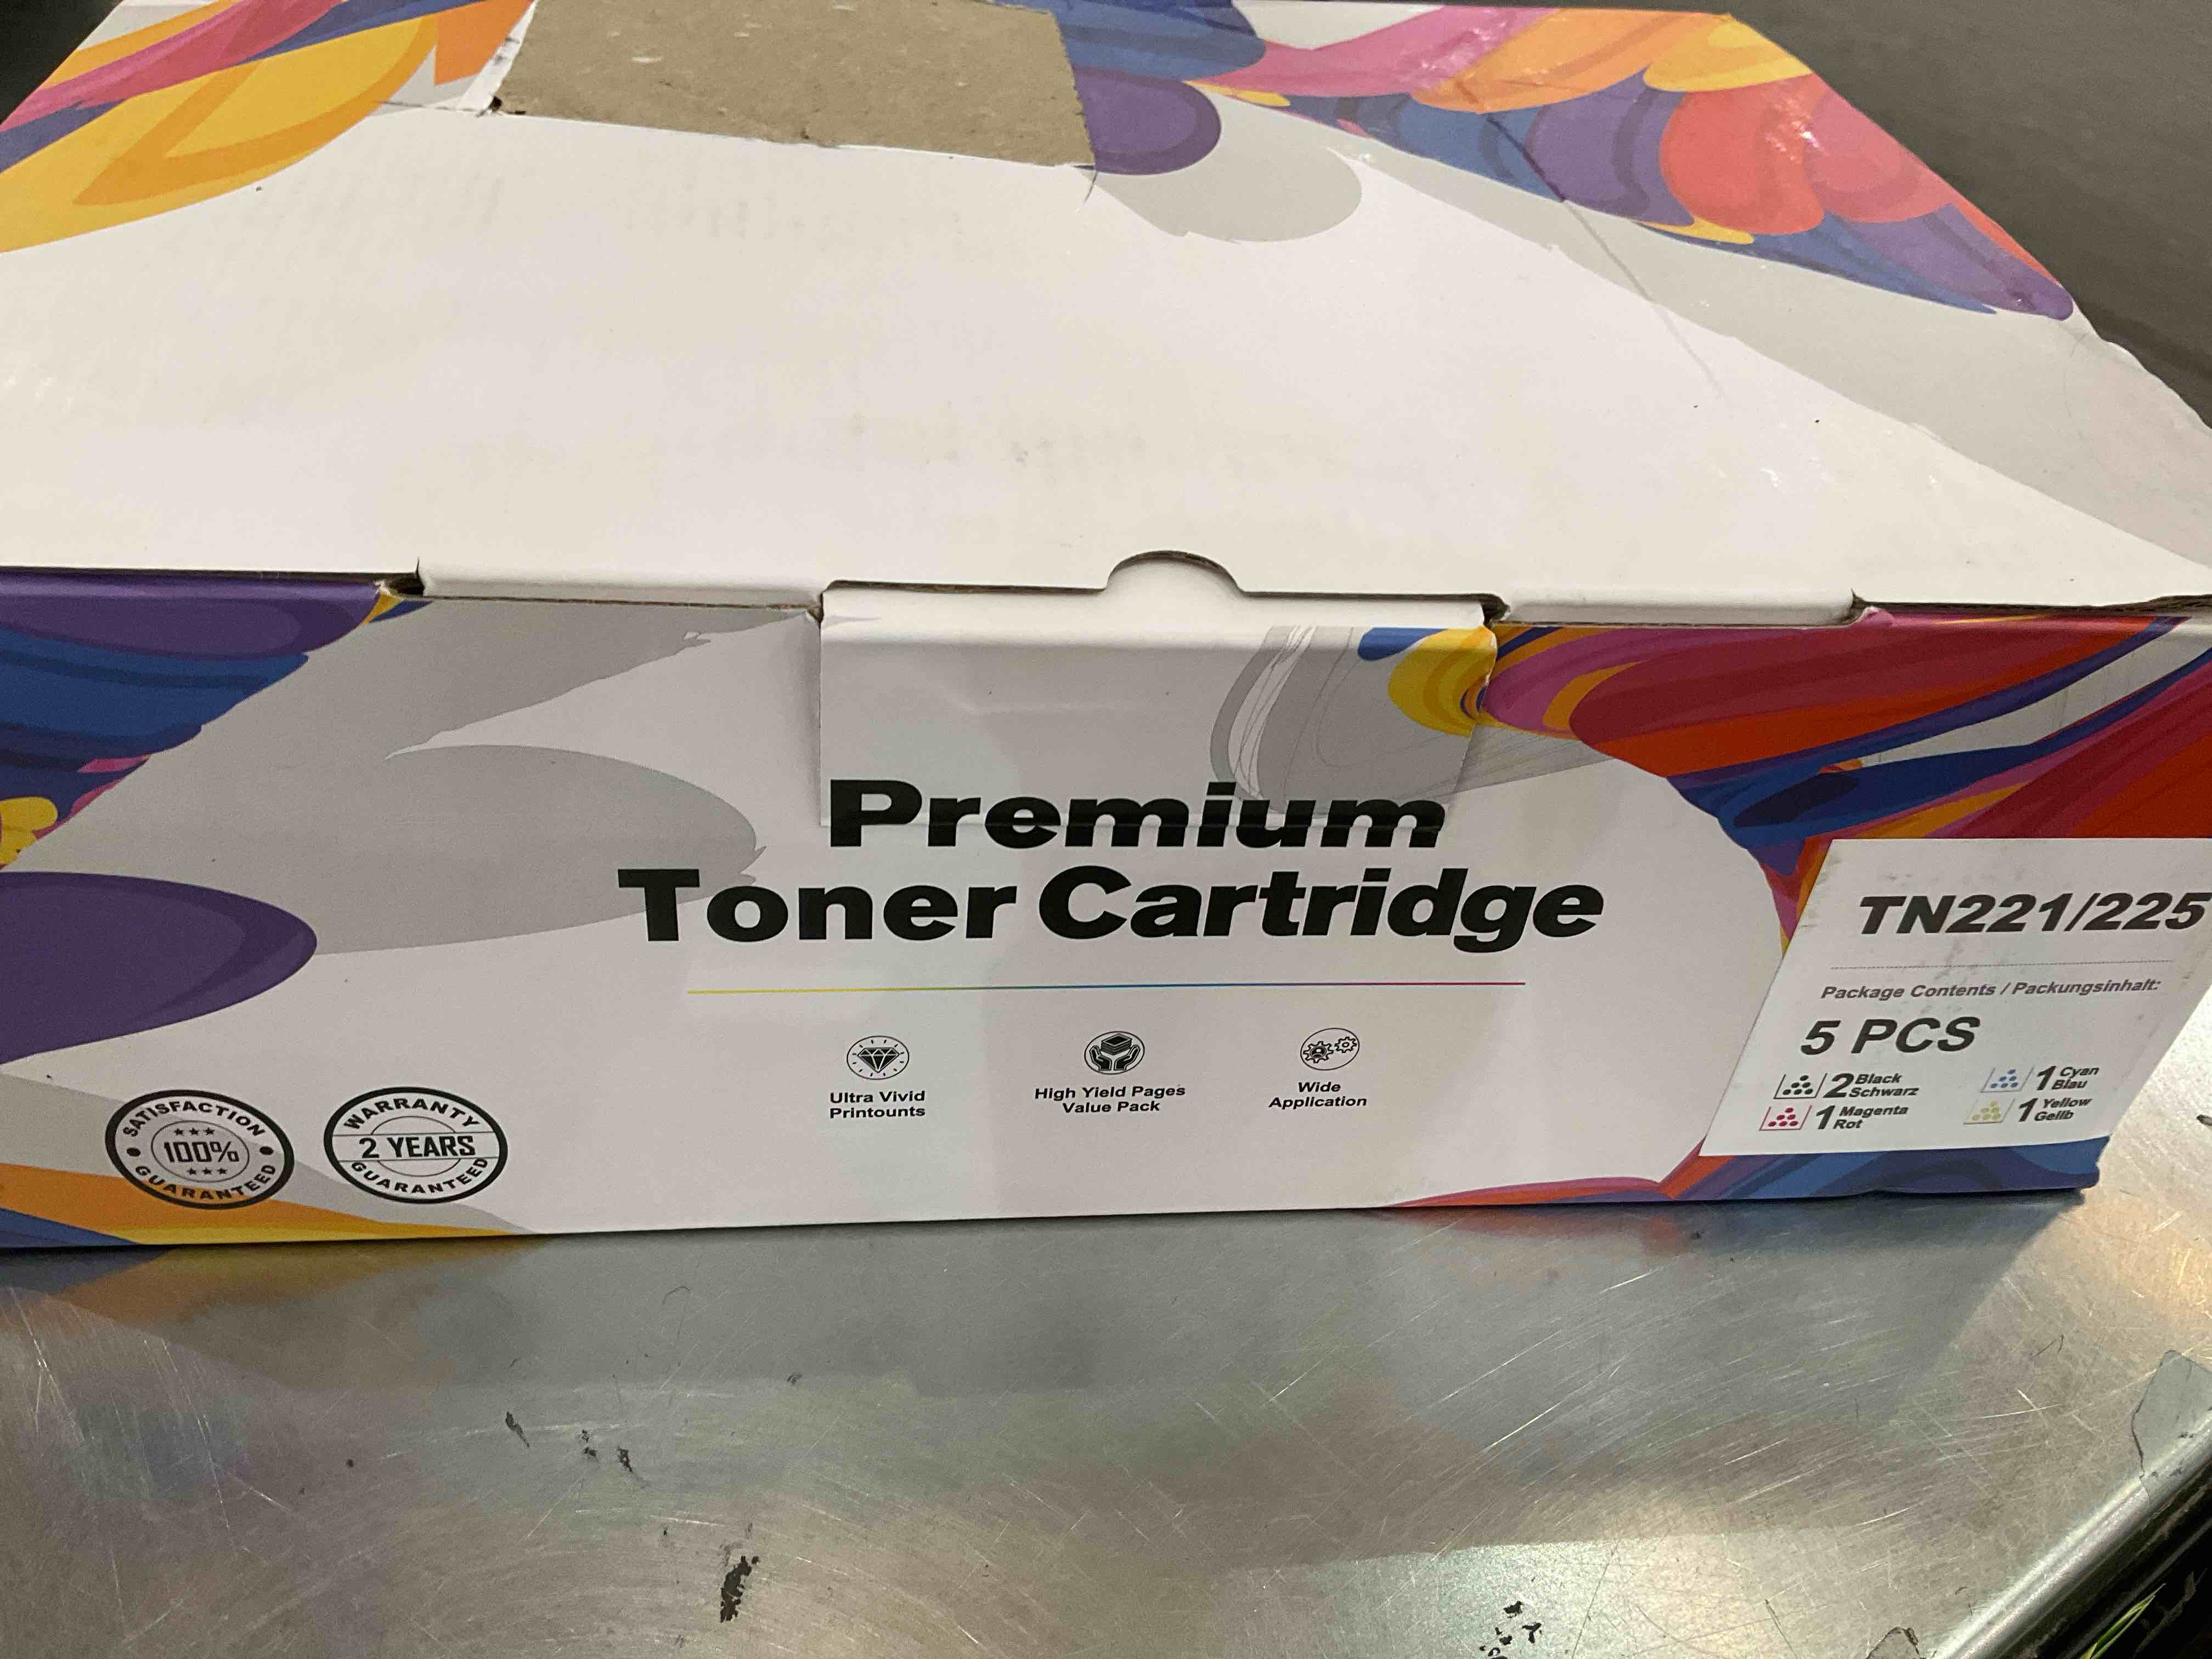 Premium
Toner Cartridge
Ultra Vivid
Printounts
High Yield Pages
Value Pack
Wide
Application
SATISFACTION
100%
GUARANTEED
WARRANTY
2 YEARS
GUARANTEED
TN221/225
Package Contents / Packungsinhalt:
5 PCS
2 Black
Schwarz
1 Cyan
Blau
1 Magenta
Rot
1 Yellow
Gellb